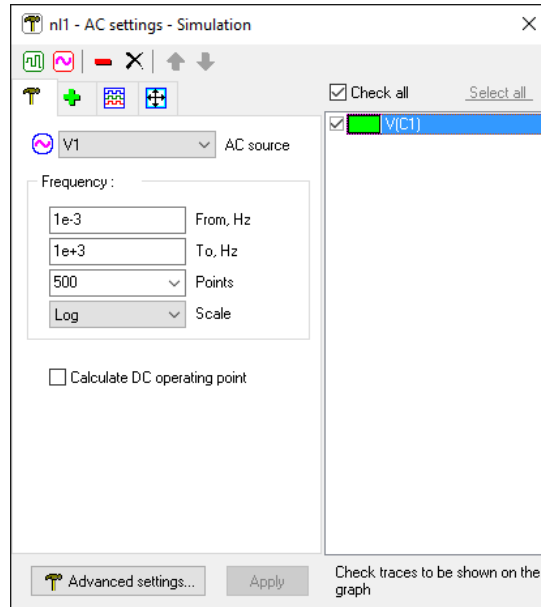 nl1 - AC settings - Simulation
Check all
Select all
V(C1)
V1
AC source
Frequency :
1e-3
From, Hz
1e+3
To, Hz
500
Points
Log
Scale
Calculate DC operating point
Advanced settings...
Apply
Check traces to be shown on the
graph